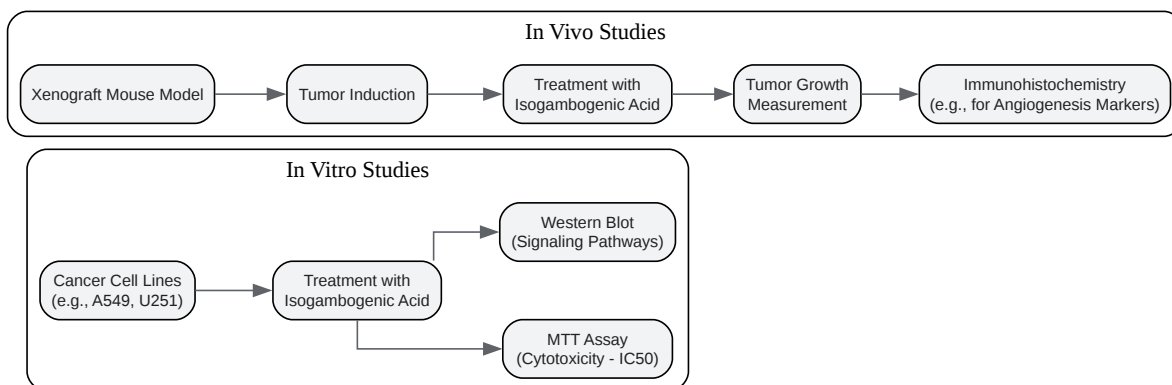 In Vivo Studies
Xenograft Mouse Model
Tumor Induction
Treatment with
Isogambogenic Acid
Tumor Growth
Measurement
Immunohistochemistry
(e.g., for Angiogenesis Markers)
In Vitro Studies
Cancer Cell Lines
(e.g., A549, U251)
Treatment with
Isogambogenic Acid
Western Blot
(Signaling Pathways)
MTT Assay
(Cytotoxicity - IC50)